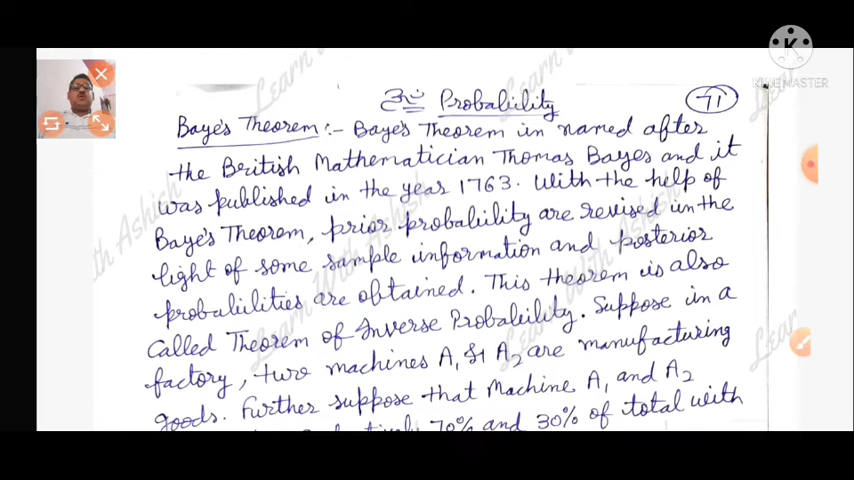 KINEMASTER
Probability
71
Baye's Theorem :- Baye's Theorem in named after
the British Mathematician Thomas Bayes and it
was published in the year 1763. With the help of
Baye's Theorem, prior probability are revised in the
light of some sample information and posterior
probabilities are obtained. This theorem is also
Called Theorem of Inverse Probability. Suppose in a
factory, two machines A1 & A2 are manufacturing
goods. Further suppose that Machine A1 and A2
70% and 30% of total with
Learn With Ashish